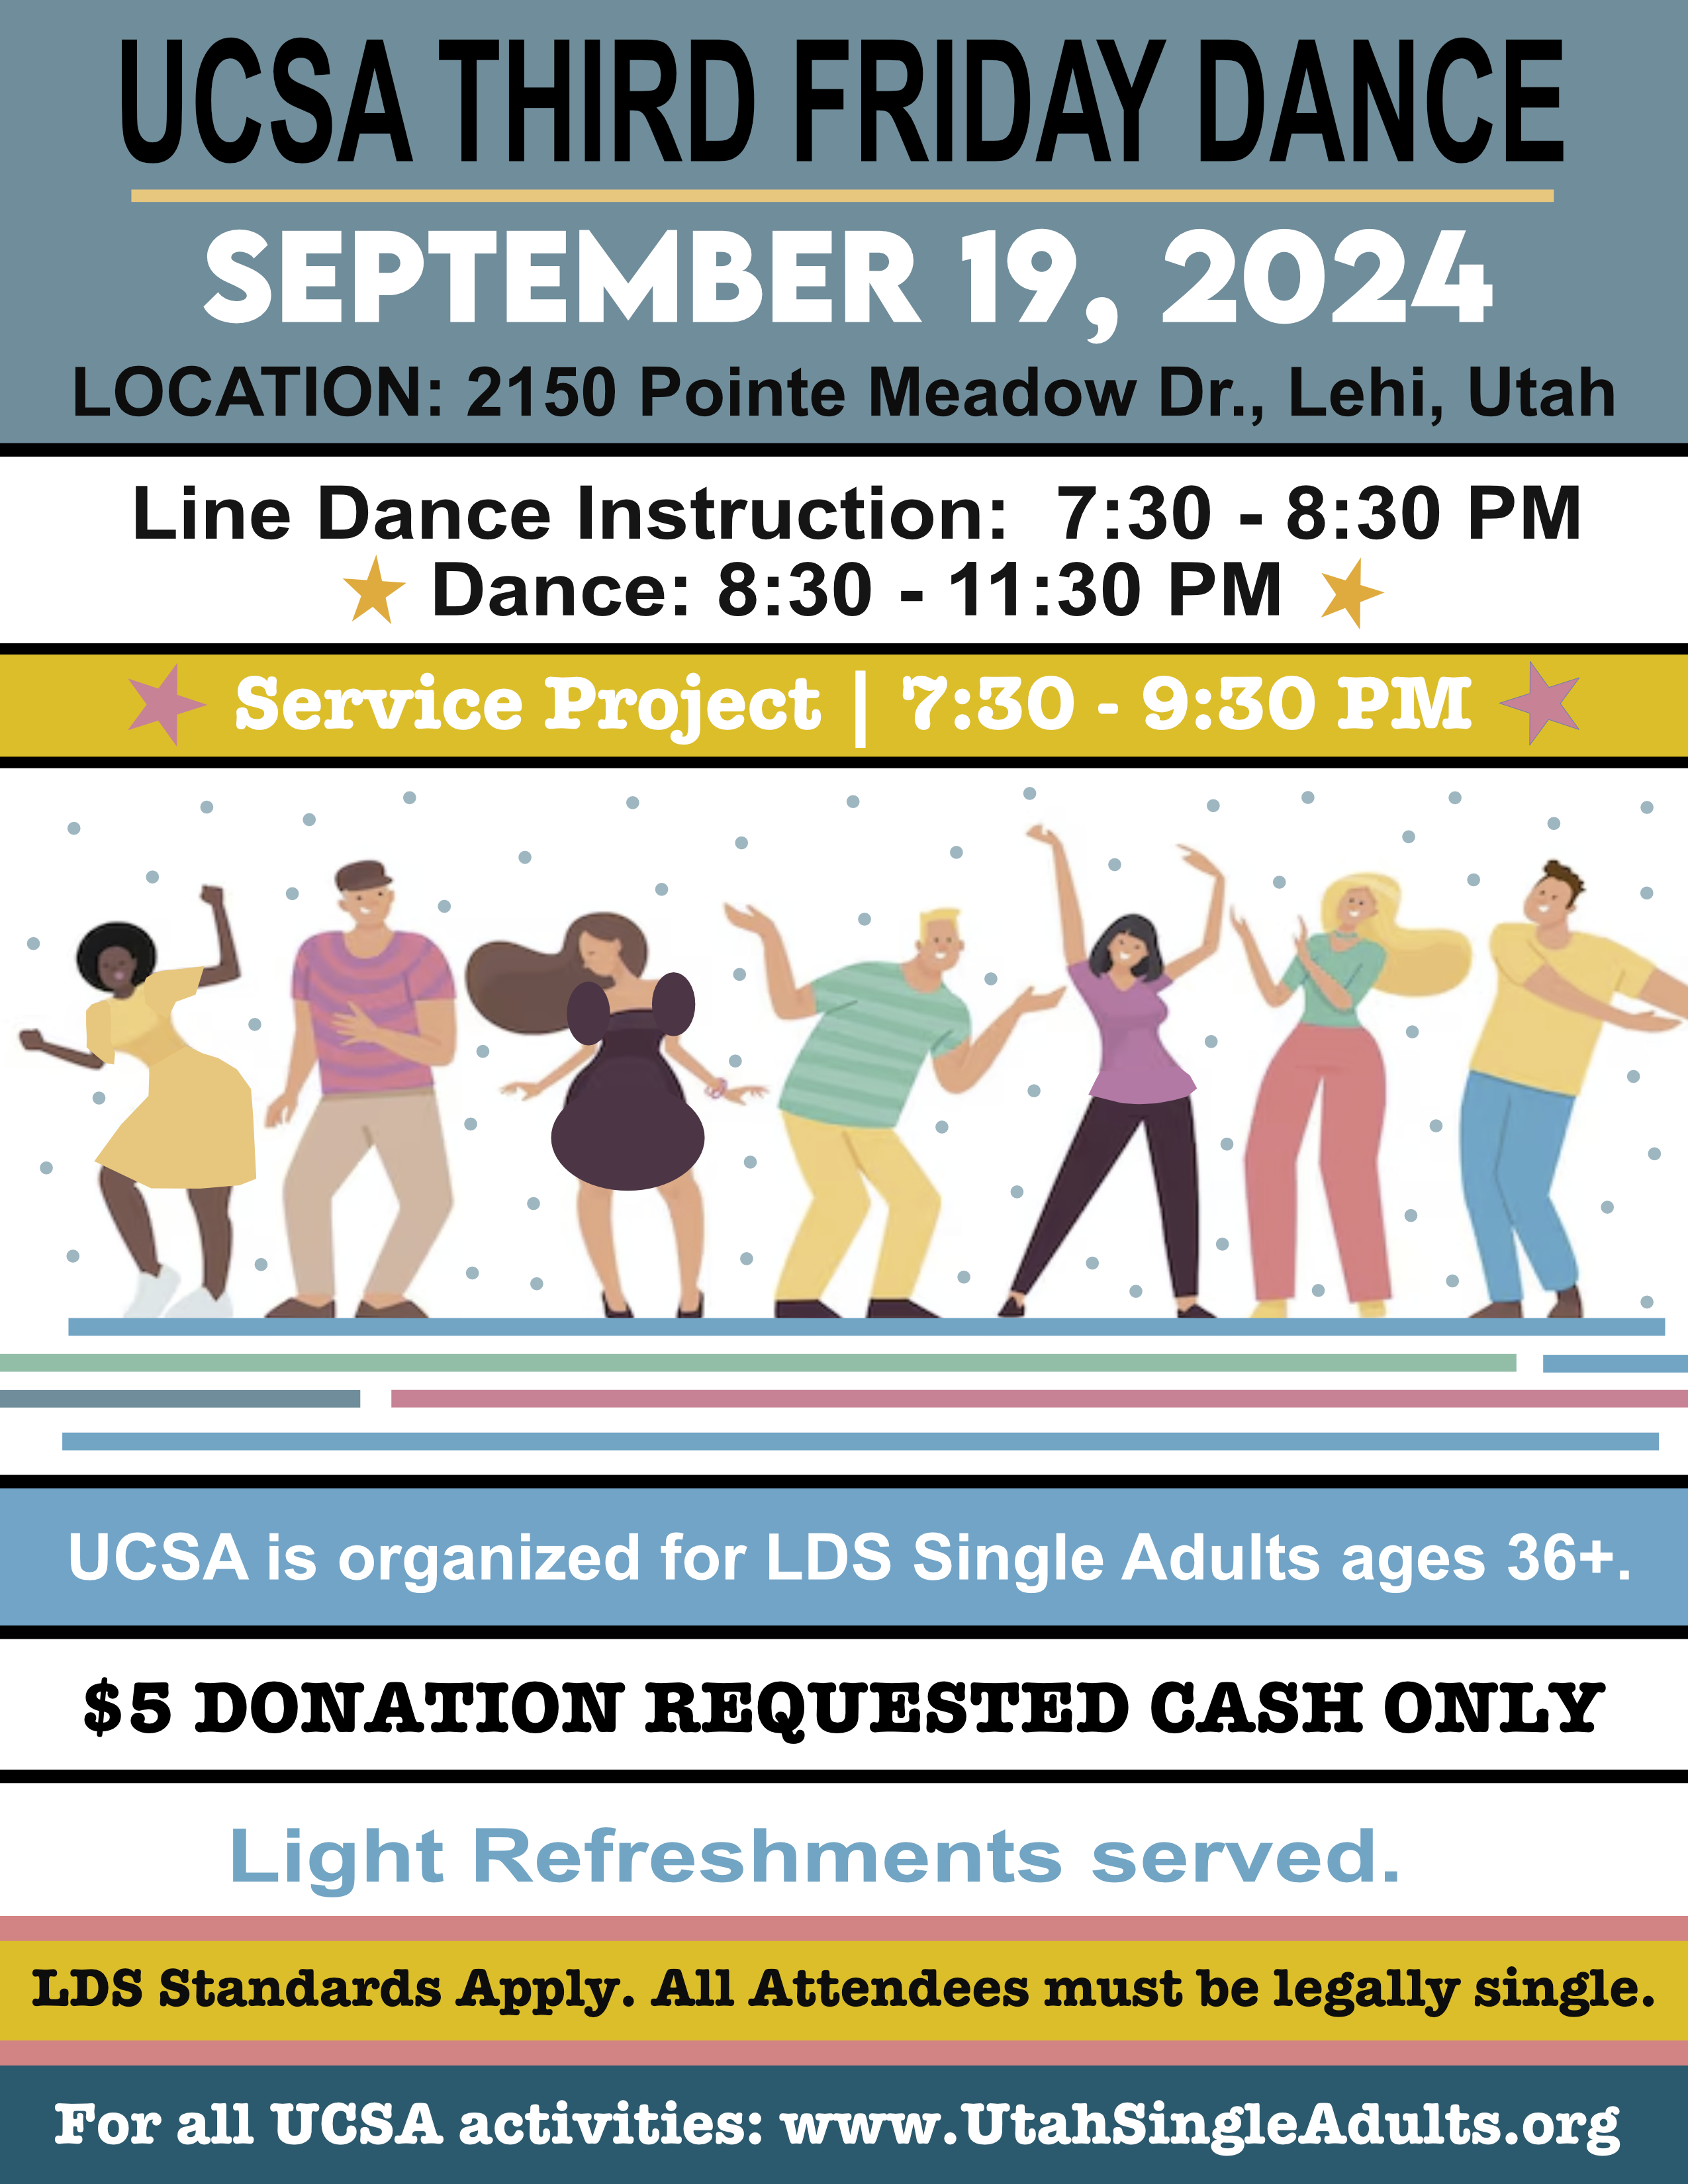 UCSA THIRD FRIDAY DANCE
SEPTEMBER 19, 2024
LOCATION: 2150 Pointe Meadow Dr., Lehi, Utah
Line Dance Instruction: 7:30 - 8:30 PM
Dance: 8:30 - 11:30 PM
Service Project | 7:30 - 9:30 PM
UCSA is organized for LDS Single Adults ages 36+.
$5 DONATION REQUESTED CASH ONLY
Light Refreshments served.
LDS Standards Apply. All Attendees must be legally single.
For all UCSA activities: www.UtahSingleAdults.org